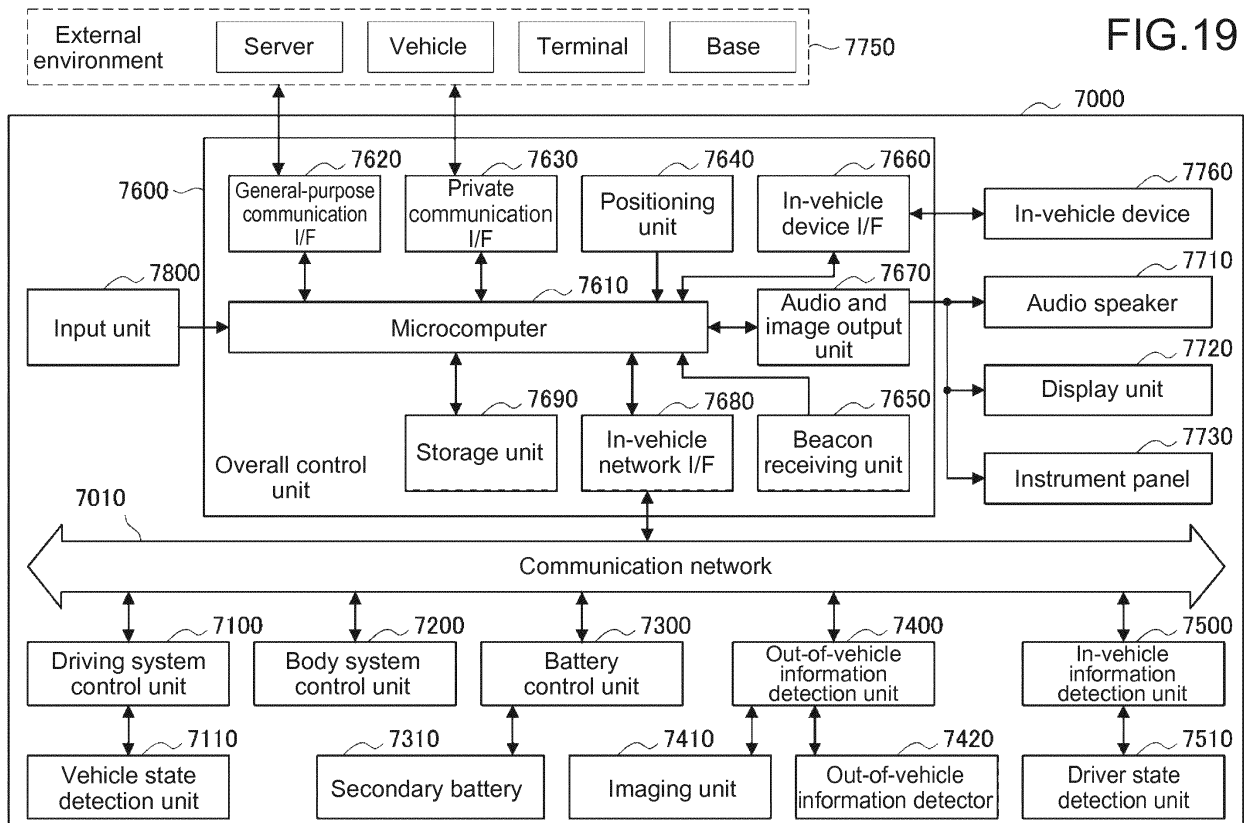 FIG.19
External
environment
Server
Vehicle
Terminal
Base
7750
7000
7600
7620
General-purpose
communication
I/F
7630
Private
communication
I/F
7640
Positioning
unit
7660
In-vehicle
device I/F
7760
In-vehicle device
7800
Input unit
7610
Microcomputer
7670
Audio and
image output
unit
7710
Audio speaker
7720
Display unit
7730
Instrument panel
7690
Storage unit
7680
In-vehicle
network I/F
7650
Beacon
receiving unit
Overall control
unit
7010
Communication network
7100
Driving system
control unit
7200
Body system
control unit
7300
Battery
control unit
7400
Out-of-vehicle
information
detection unit
7500
In-vehicle
information
detection unit
7110
Vehicle state
detection unit
7310
Secondary battery
7410
Imaging unit
7420
Out-of-vehicle
information detector
7510
Driver state
detection unit